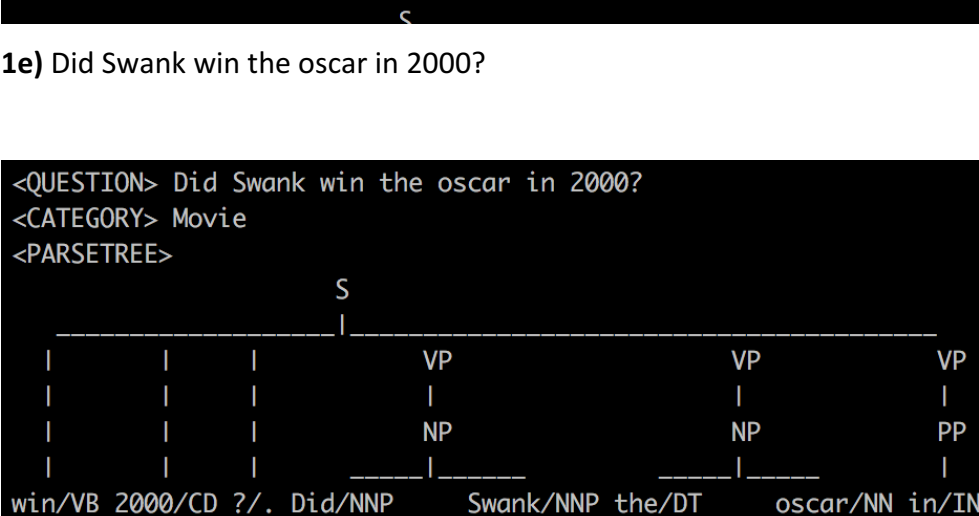 S
1e) Did Swank win the oscar in 2000?
<QUESTION> Did Swank win the oscar in 2000?
<CATEGORY> Movie
<PARSETREE>
S
VP VP VP
NP NP PP
win/VB 2000/CD ?/. Did/NNP Swank/NNP the/DT oscar/NN in/IN